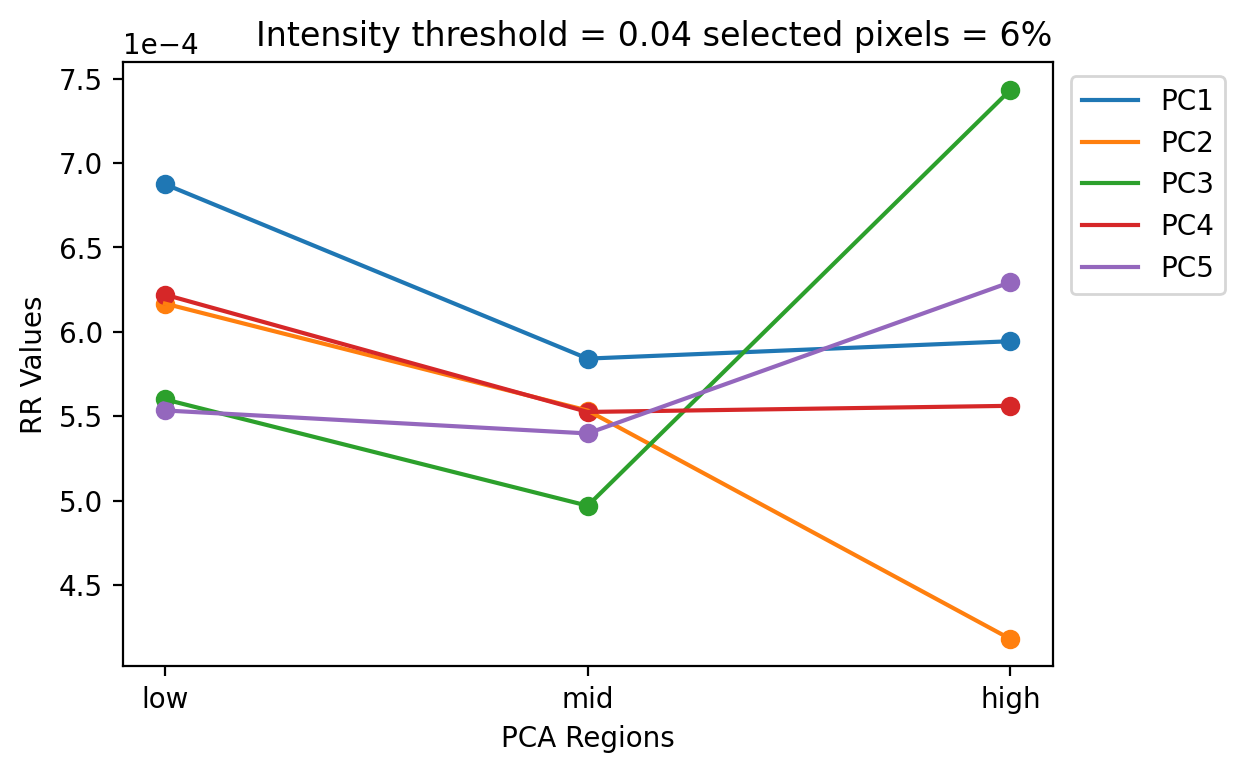 Intensity threshold = 0.04 selected pixels = 6%
1e−4
7.5
7.0
6.5
6.0
5.5
5.0
4.5
RR Values
low
mid
high
PCA Regions
PC1
PC2
PC3
PC4
PC5